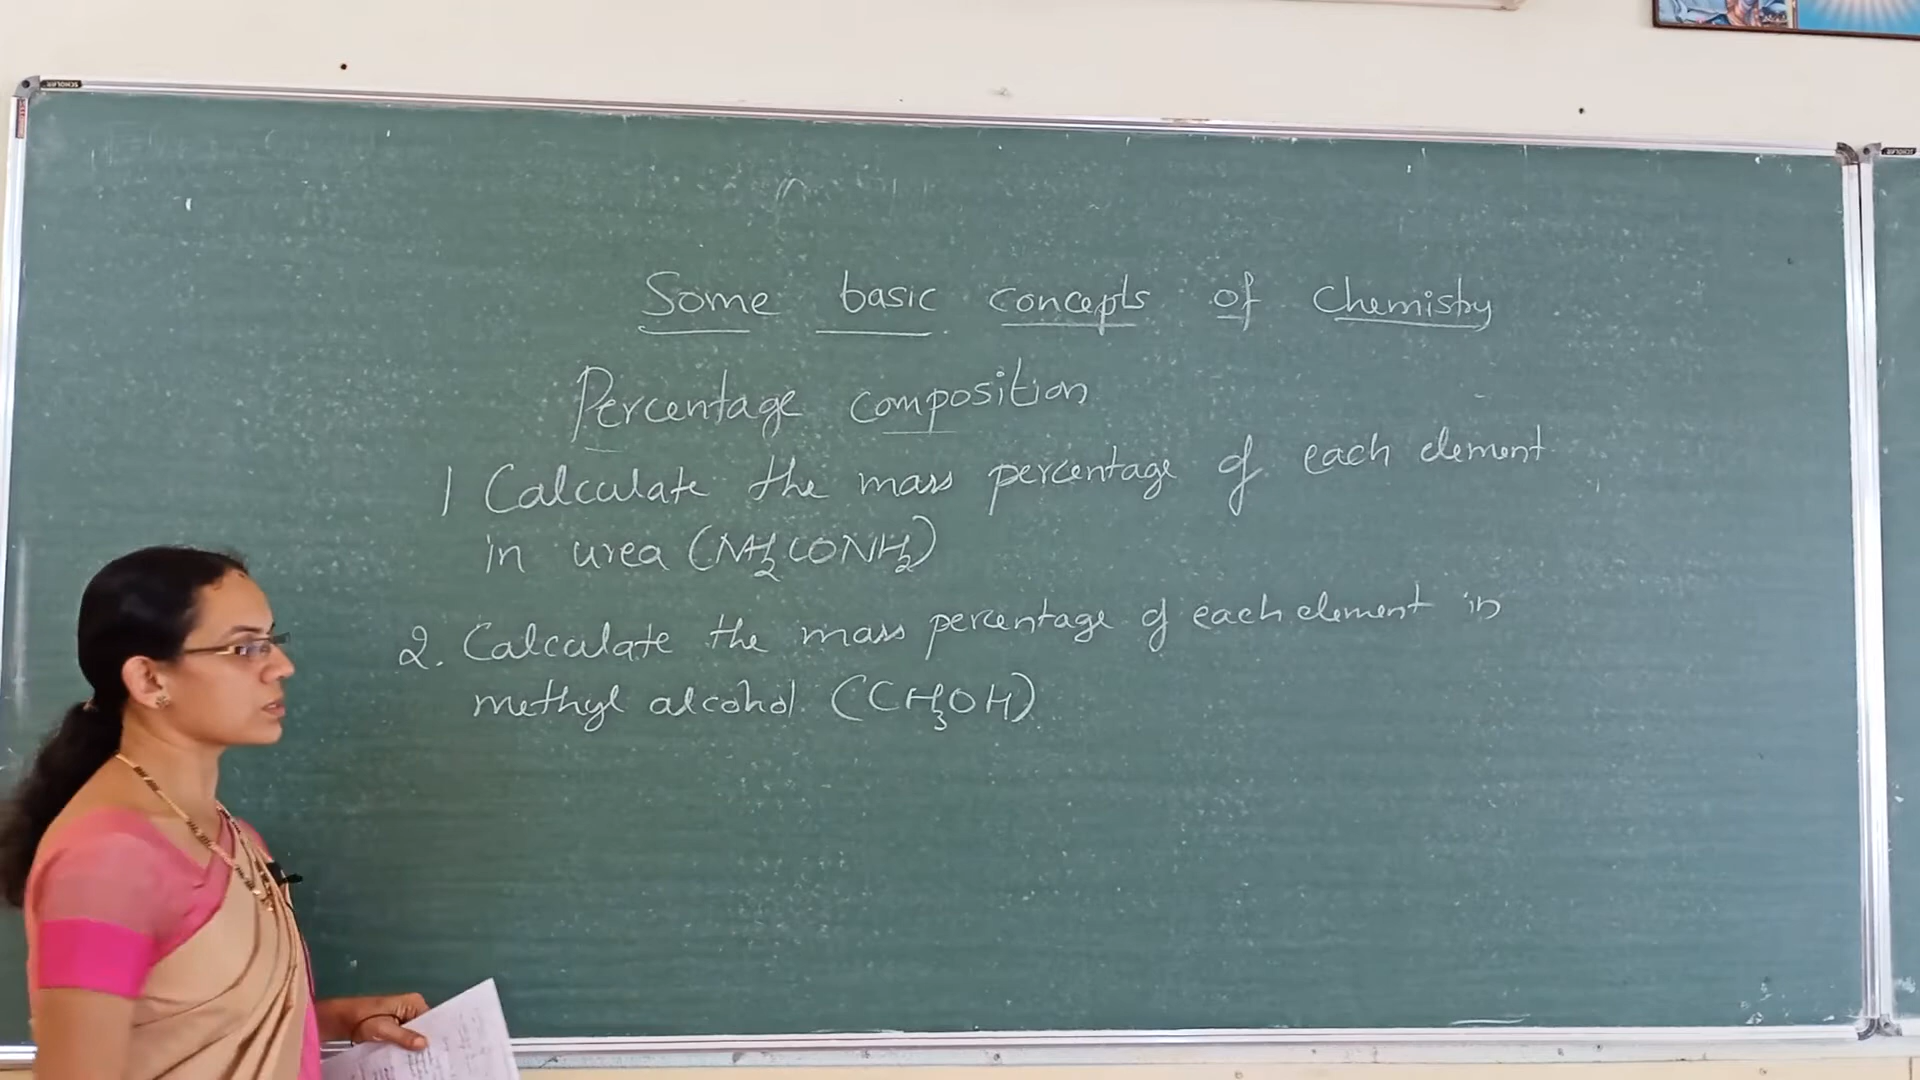 Some basic concepts of Chemistry
Percentage composition
1 Calculate the mass percentage of each element
in urea (NH₂CONH₂)
2. Calculate the mass percentage of each element in
methyl alcohol (CH₃OH)